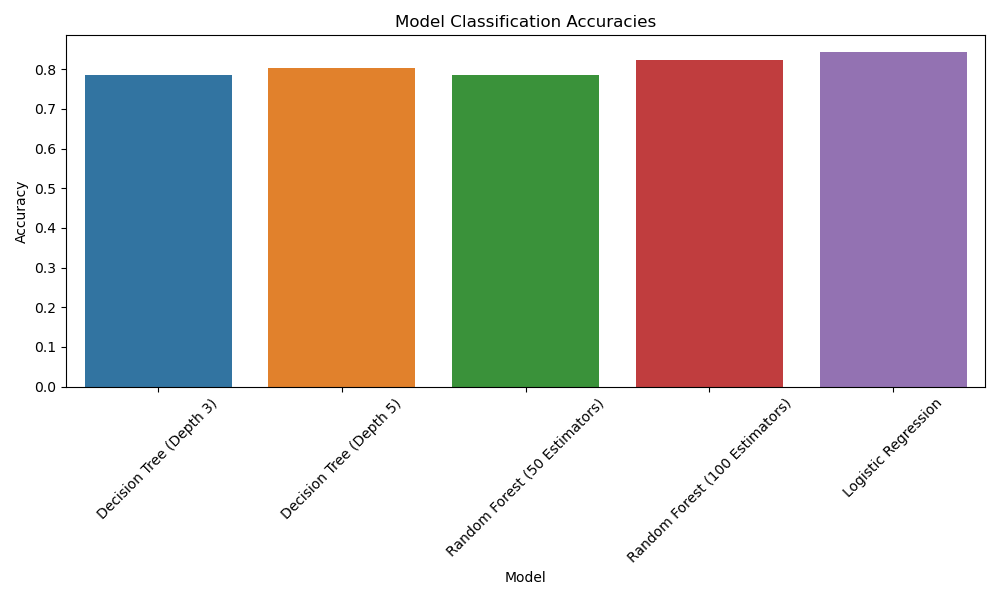 Model Classification Accuracies
Accuracy
0.8
0.7
0.6
0.5
0.4
0.3
0.2
0.1
0.0
Decision Tree (Depth 3)
Decision Tree (Depth 5)
Random Forest (50 Estimators)
Random Forest (100 Estimators)
Logistic Regression
Model